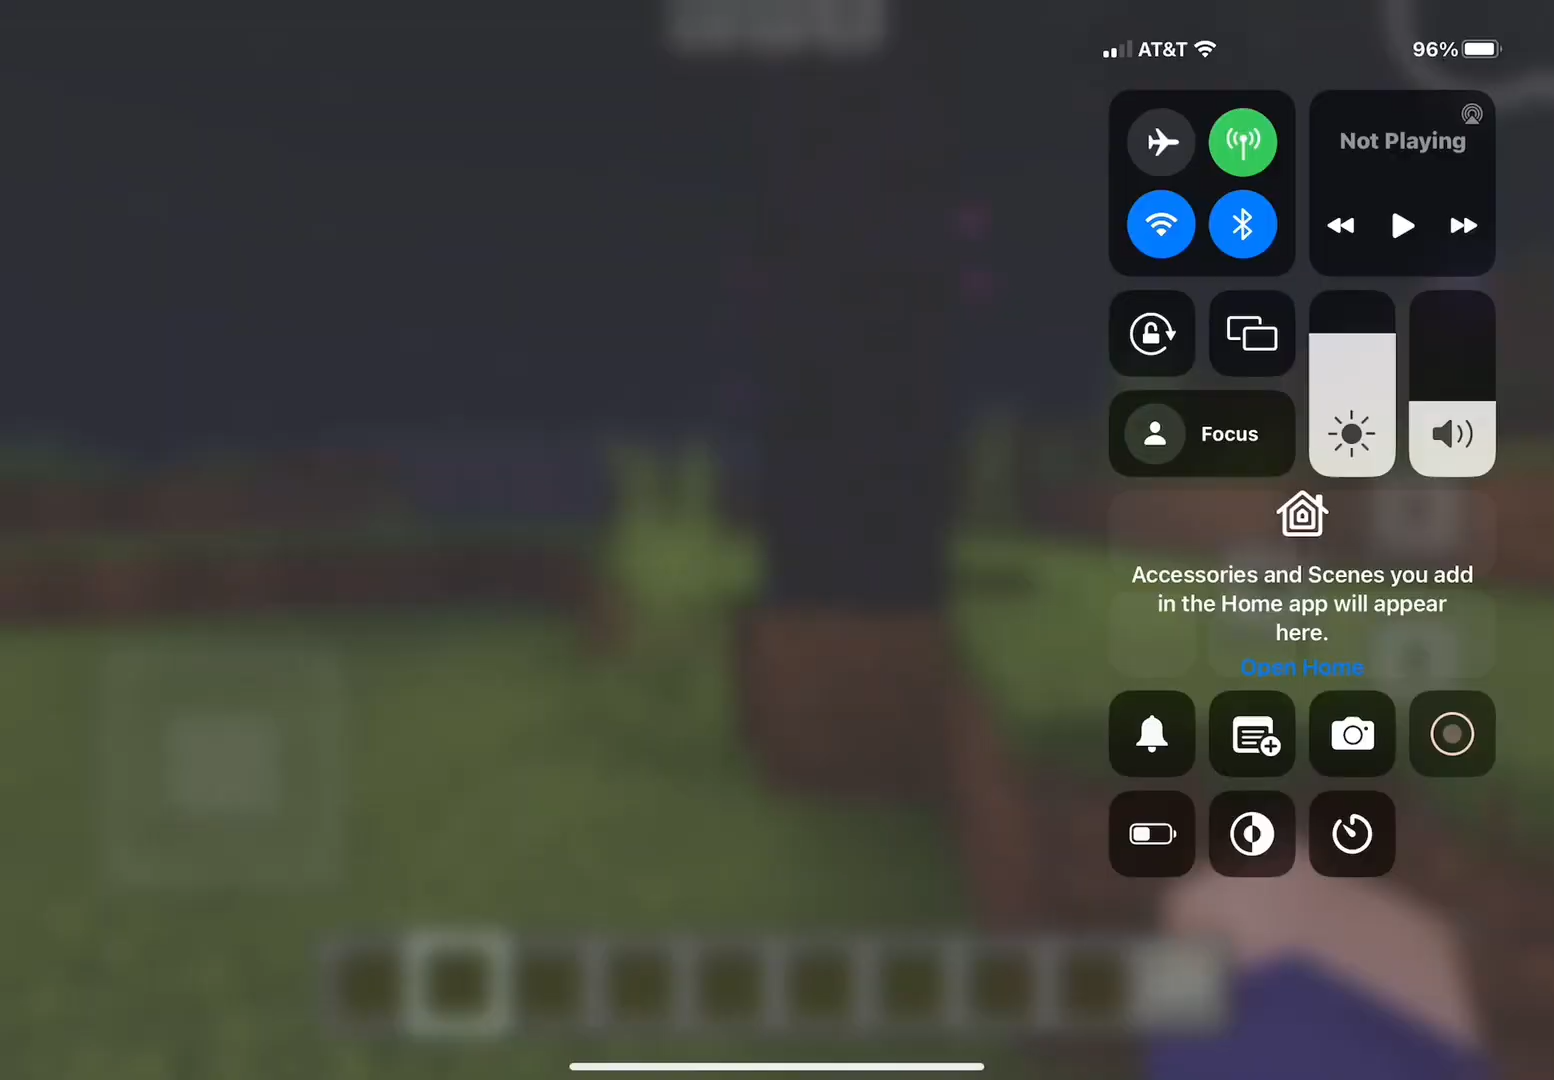 AT&T
96%
Not Playing
Focus
Accessories and Scenes you add
in the Home app will appear
here.
Open Home